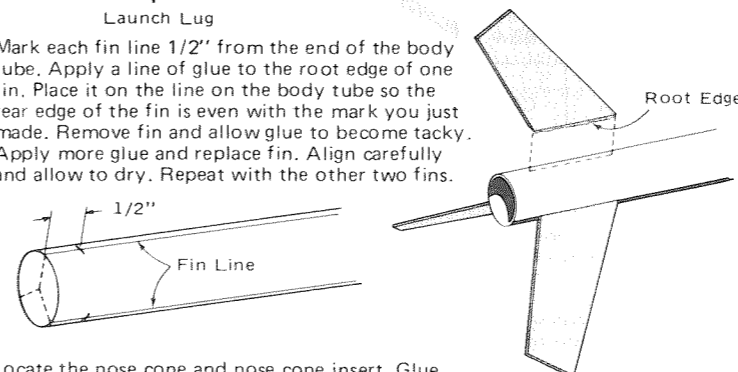 Launch Lug
Mark each fin line 1/2" from the end of the body
tube. Apply a line of glue to the root edge of one
fin. Place it on the line on the body tube so the
rear edge of the fin is even with the mark you just
made. Remove fin and allow glue to become tacky.
Apply more glue and replace fin. Align carefully
and allow to dry. Repeat with the other two fins.
Root Edge
1/2"
Fin Line
Locate the nose cone and nose cone insert. Glue